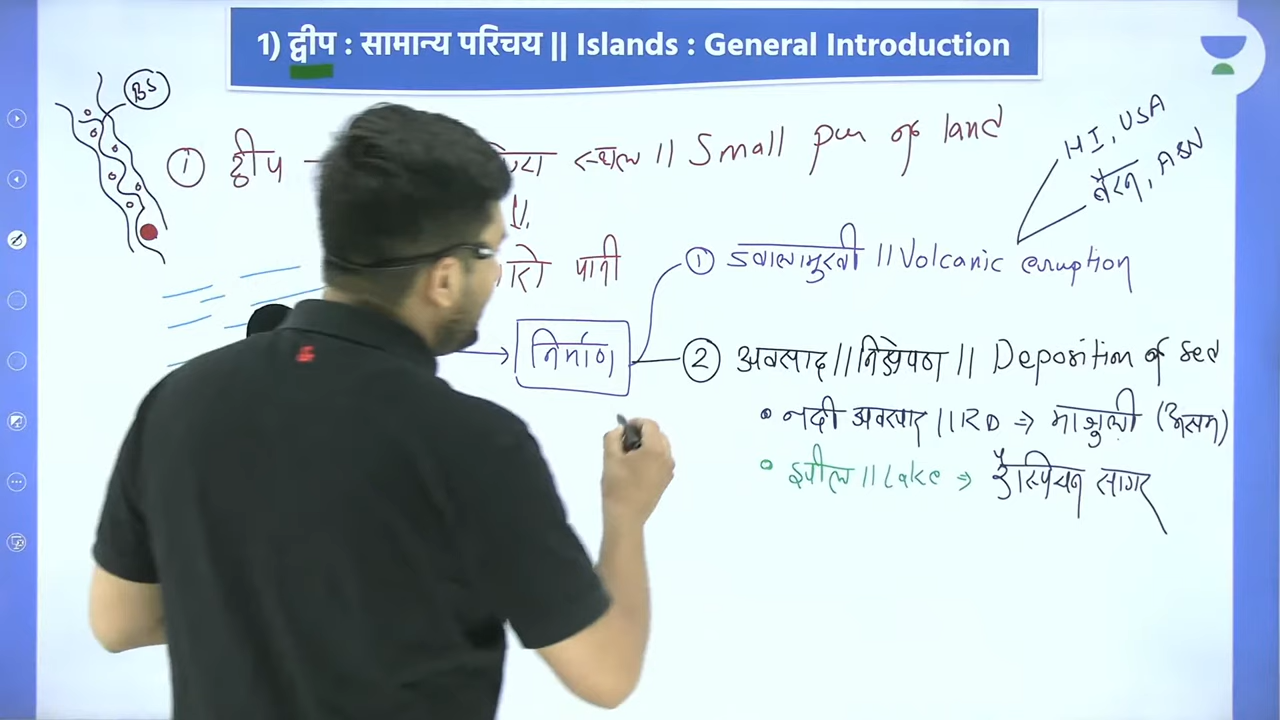 1) द्वीप : सामान्य परिचय || Islands : General Introduction
BS
① द्वीप → स्थल || Small of land
HI, USA
बैरन, A&N
चारो पानी
① ज्वालामुखी || Volcanic eruption
निर्माण
② अवसाद || निक्षेपण || Deposition of sed
• नदी अवसाद || RD ⇒ माजुली (असम)
• झील || Lake ⇒ कैस्पियन सागर